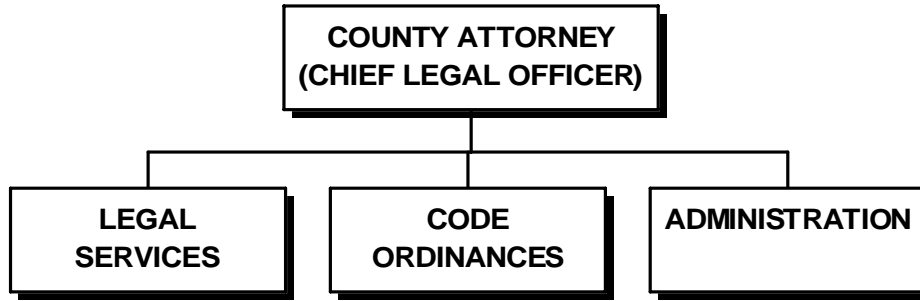 COUNTY ATTORNEY
(CHIEF LEGAL OFFICER)
LEGAL
SERVICES
CODE
ORDINANCES
ADMINISTRATION